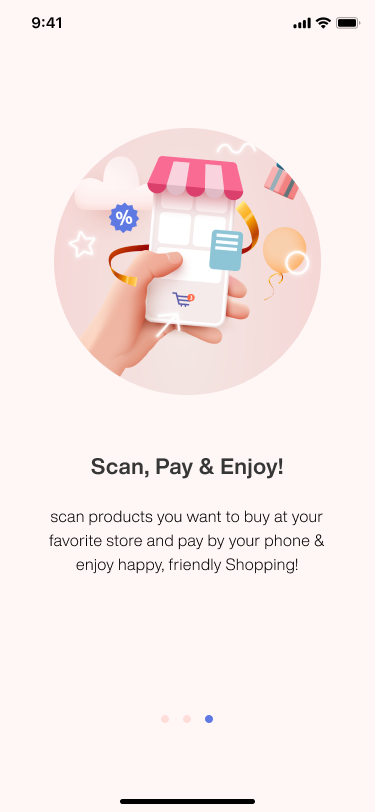 9:41
%
Scan, Pay & Enjoy!
scan products you want to buy at your
favorite store and pay by your phone &
enjoy happy, friendly Shopping!